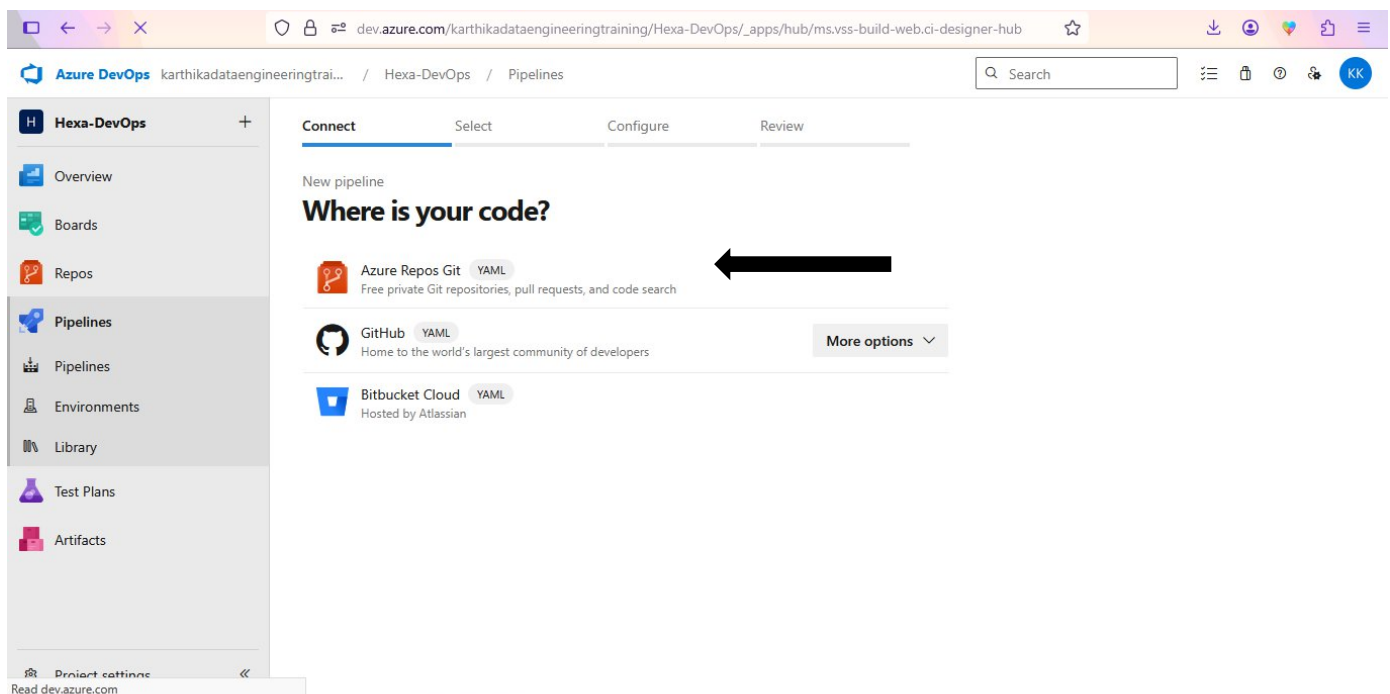 dev.azure.com/karthikadataengineeringtraining/Hexa-DevOps/_apps/hub/ms.vss-build-web.ci-designer-hub
Azure DevOps karthikadataengineeringtrai... / Hexa-DevOps / Pipelines
Search
KK
H Hexa-DevOps +
Connect Select Configure Review
Overview
Boards
Repos
Pipelines
Pipelines
Environments
Library
Test Plans
Artifacts
Project settings
Read dev.azure.com
New pipeline
Where is your code?
Azure Repos Git YAML
Free private Git repositories, pull requests, and code search
GitHub YAML
Home to the world's largest community of developers
More options
Bitbucket Cloud YAML
Hosted by Atlassian